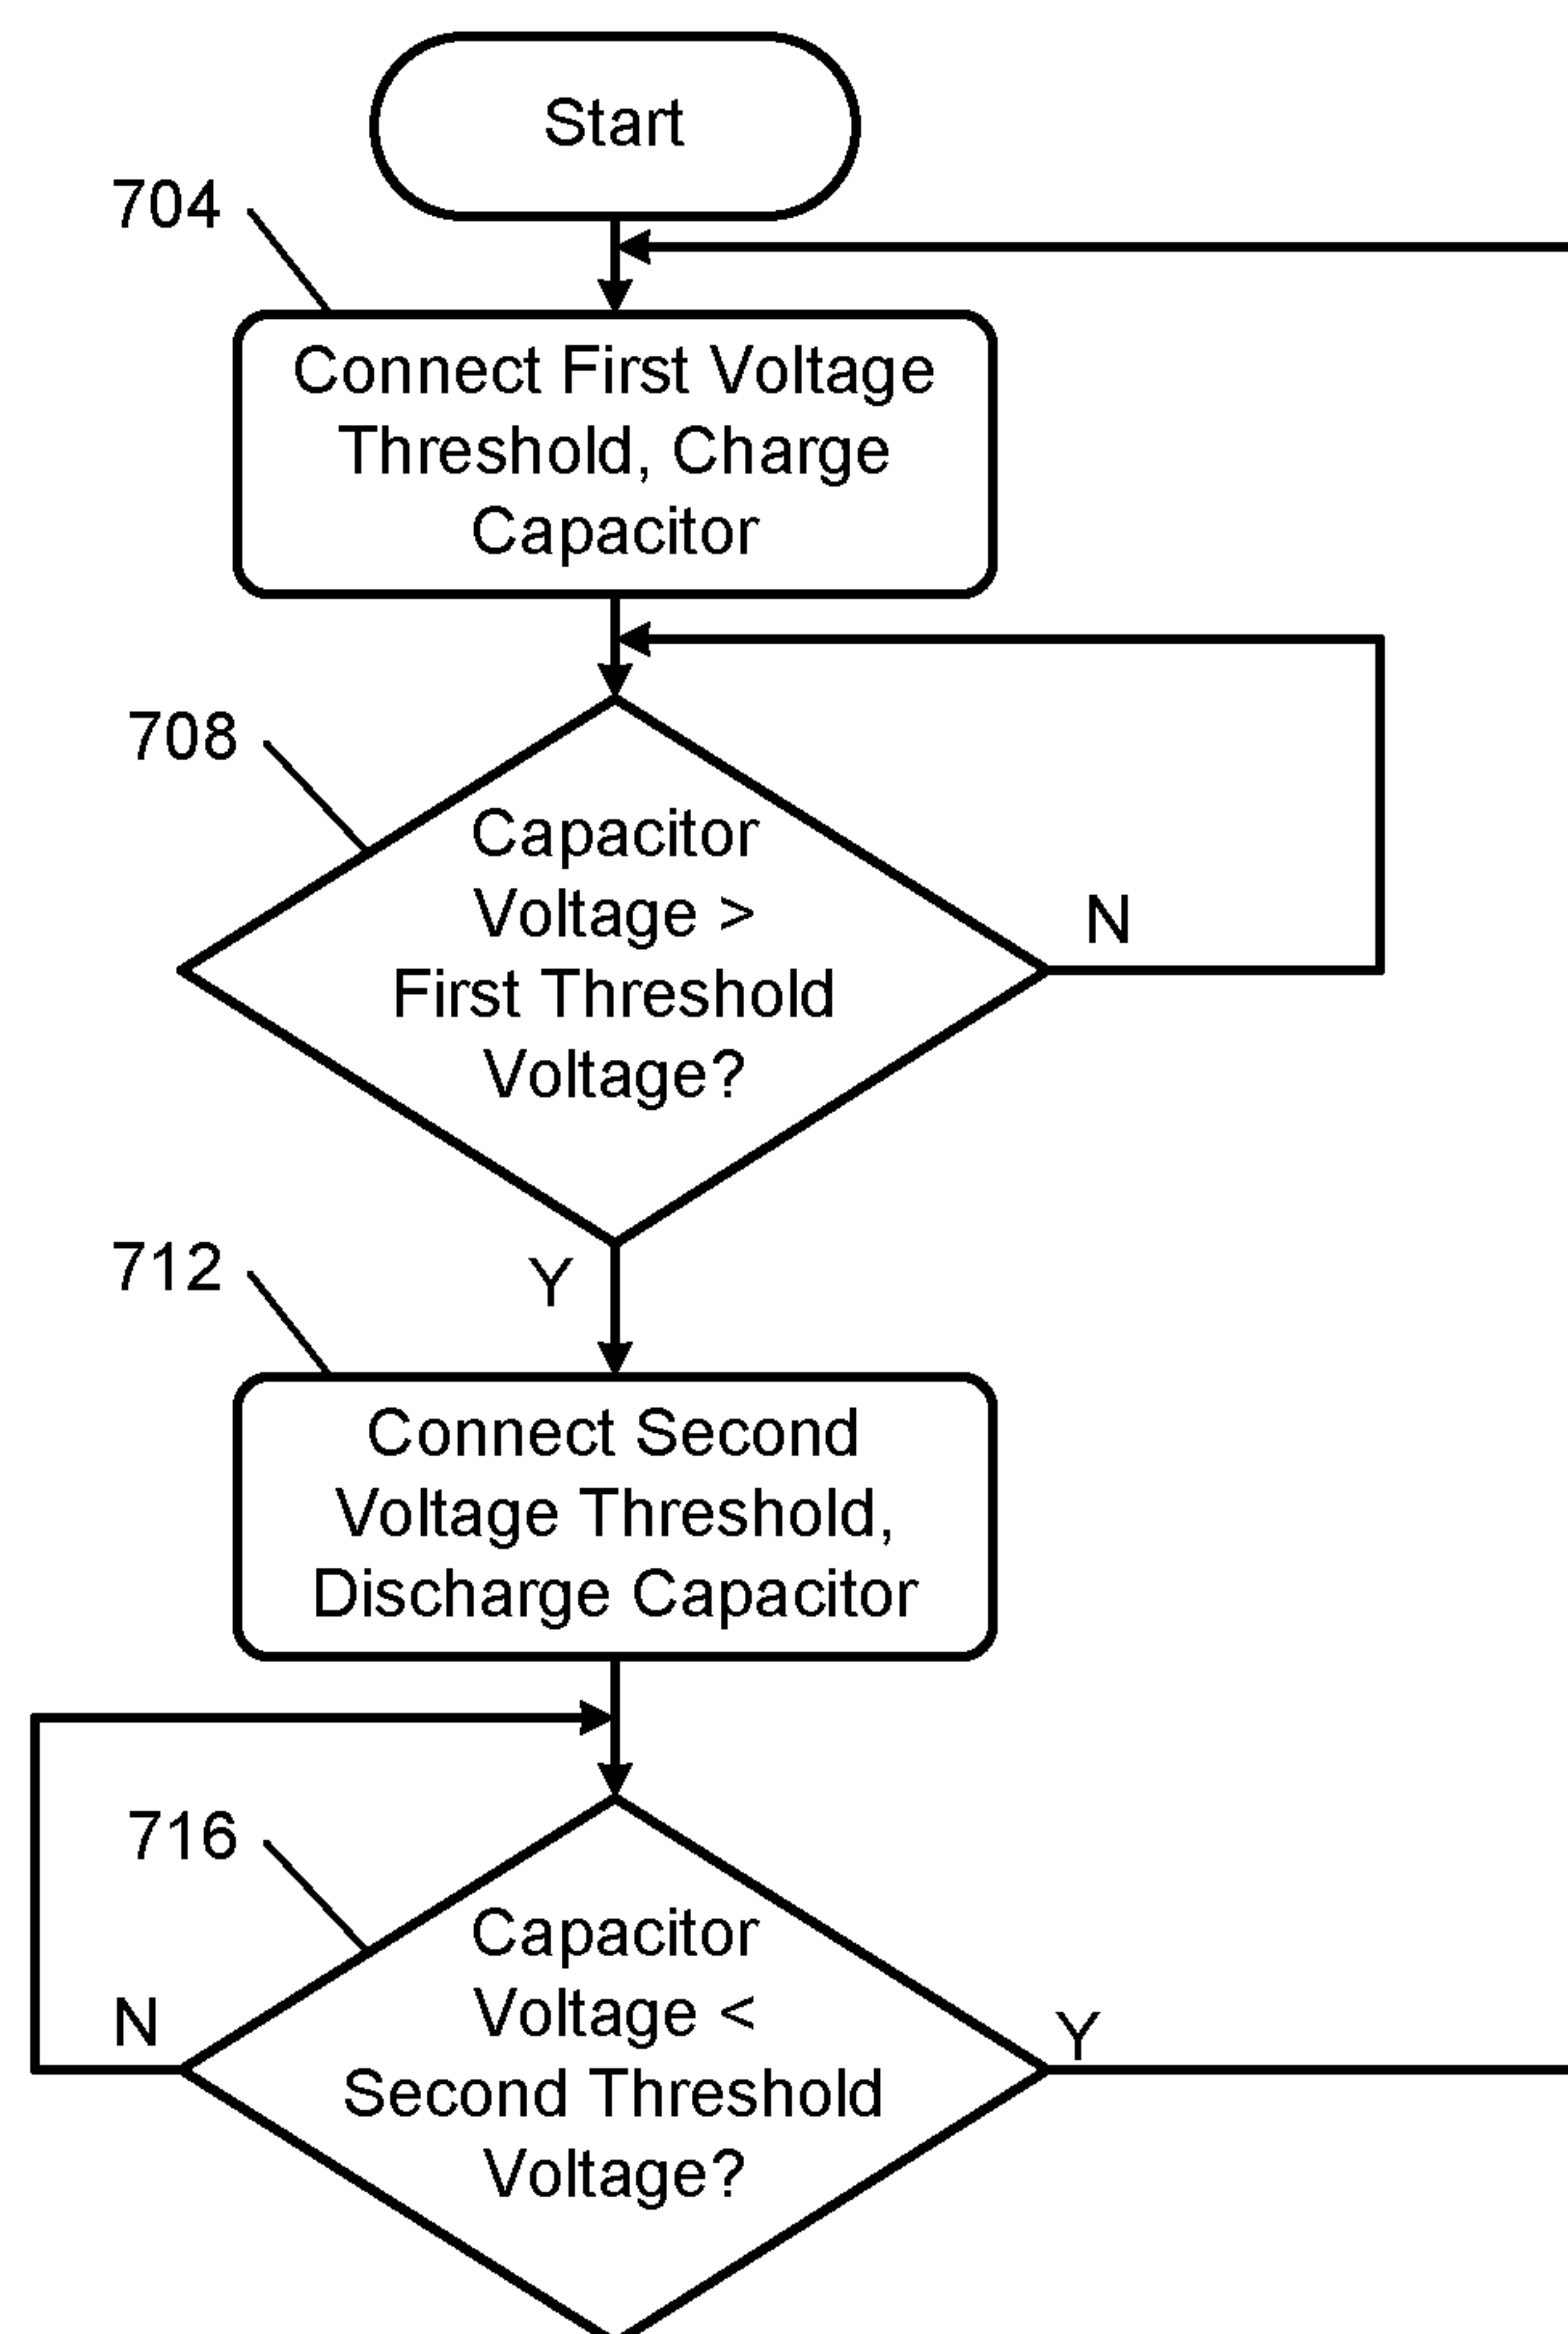 Start
704
Connect First Voltage
Threshold, Charge
Capacitor
708
Capacitor
Voltage >
First Threshold
Voltage?
N
Y
712
Connect Second
Voltage Threshold,
Discharge Capacitor
716
Capacitor
Voltage <
Second Threshold
Voltage?
N
Y